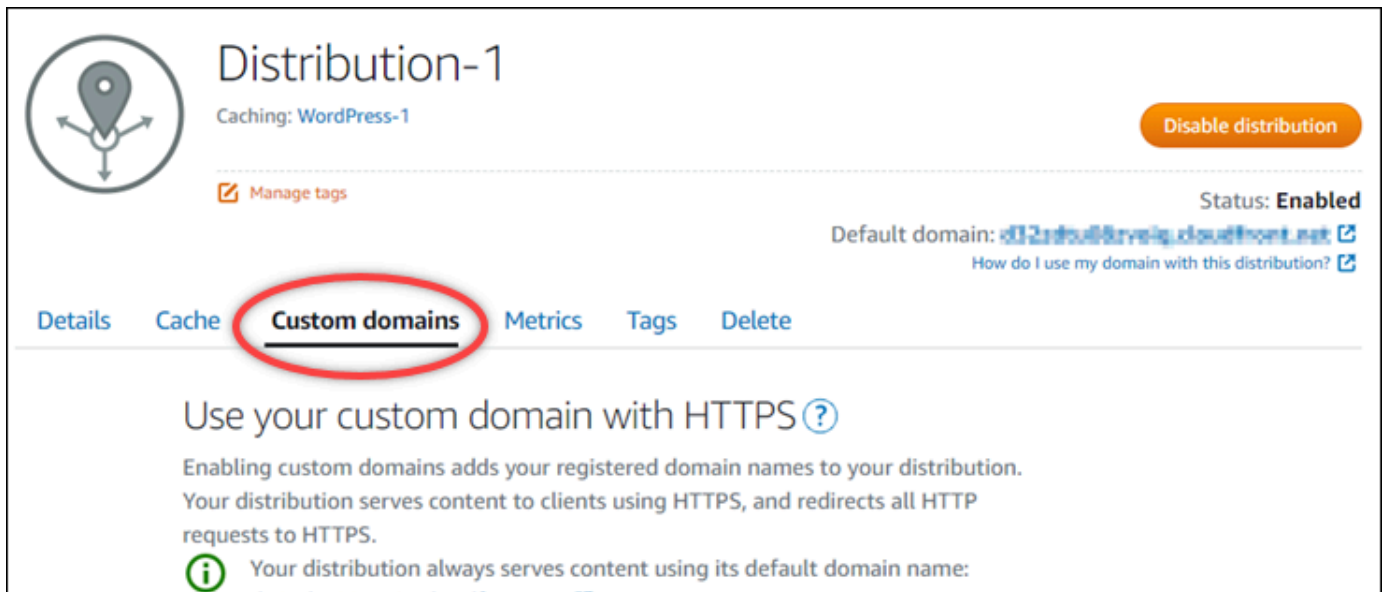 Distribution-1
Caching: WordPress-1
Disable distribution
Manage tags
Status: Enabled
Default domain:
How do I use my domain with this distribution?
Details Cache Custom domains Metrics Tags Delete
Use your custom domain with HTTPS ?
Enabling custom domains adds your registered domain names to your distribution.
Your distribution serves content to clients using HTTPS, and redirects all HTTP
requests to HTTPS.
Your distribution always serves content using its default domain name: